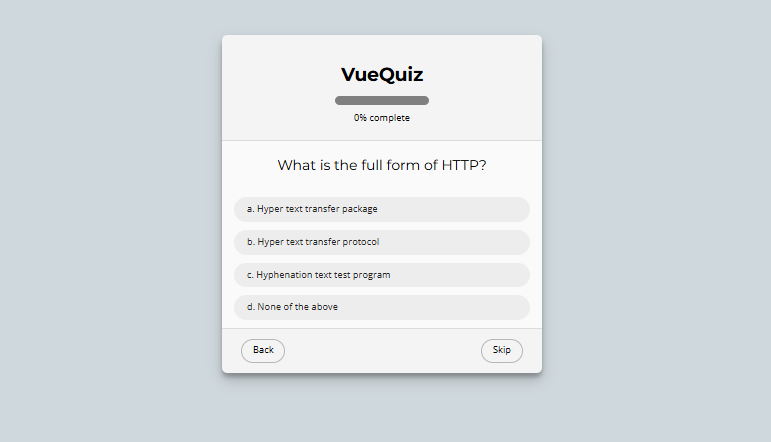 VueQuiz
0% complete
What is the full form of HTTP?
a. Hyper text transfer package
b. Hyper text transfer protocol
c. Hyphenation text test program
d. None of the above
Back
Skip